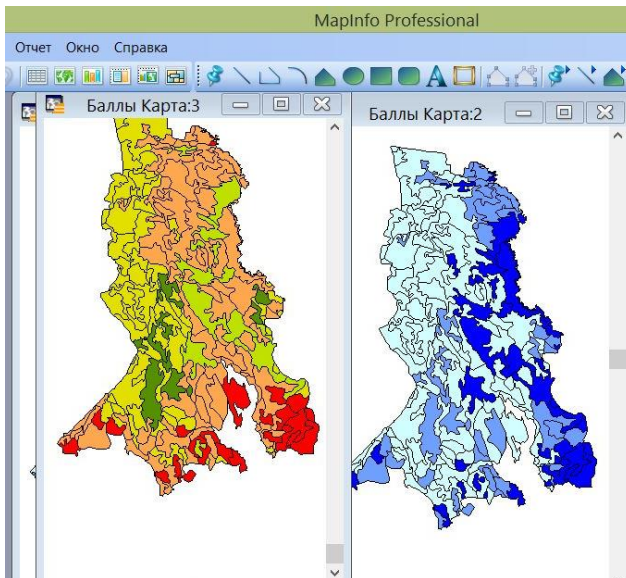 MapInfo Professional
Отчет Окно Справка
Баллы Карта:3
Баллы Карта:2